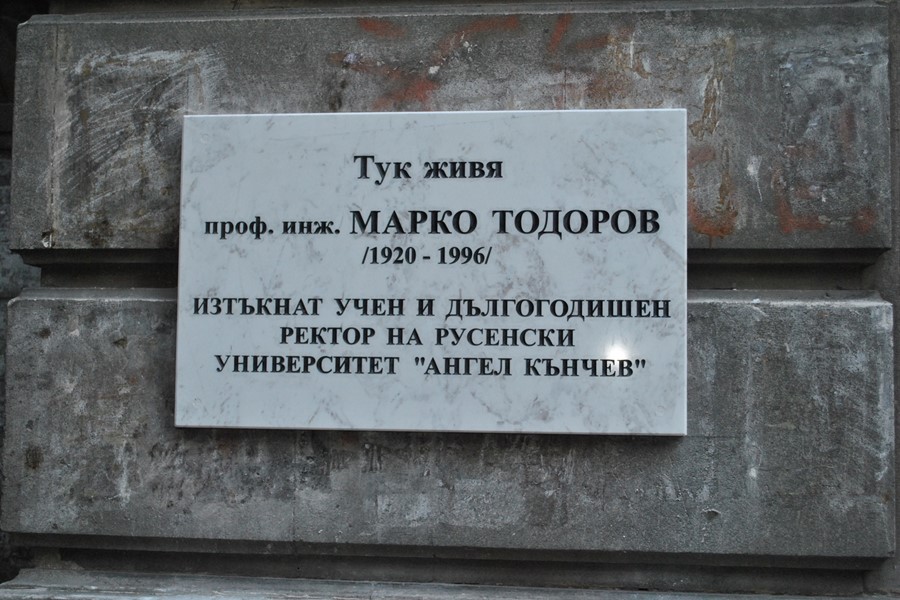 Тук живя
проф. инж. МАРКО ТОДОРОВ
/1920 - 1996/
ИЗТЪКНАТ УЧЕН И ДЪЛГОГОДИШЕН
РЕКТОР НА РУСЕНСКИ
УНИВЕРСИТЕТ "АНГЕЛ КЪНЧЕВ"